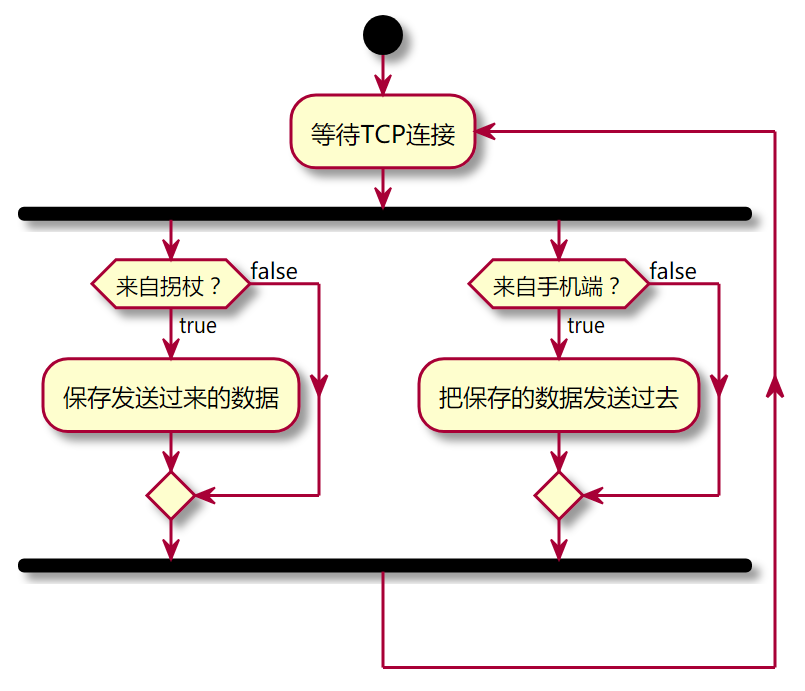 等待TCP连接
来自拐杖？
false
true
保存发送过来的数据
来自手机端？
false
true
把保存的数据发送过去